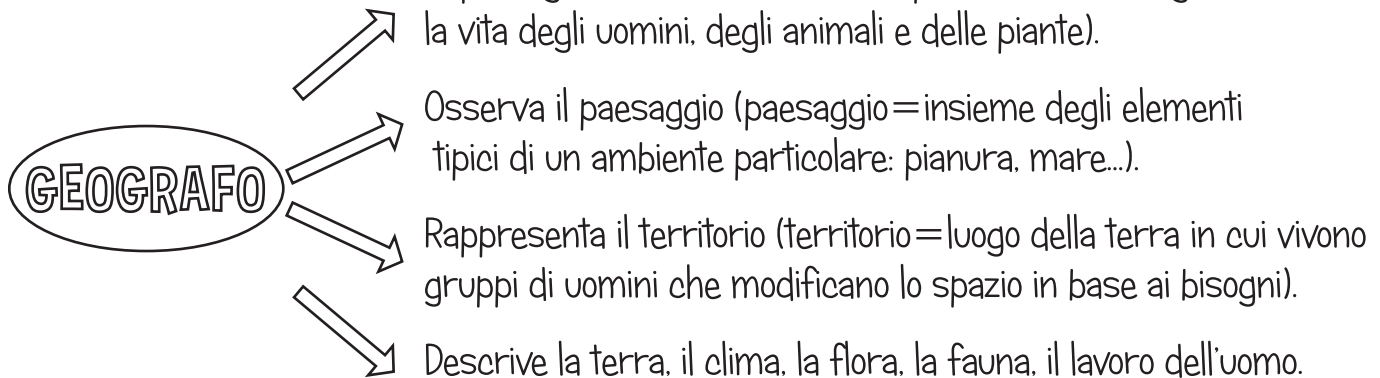 la vita degli uomini, degli animali e delle piante).
Osserva il paesaggio (paesaggio=insieme degli elementi
tipici di un ambiente particolare: pianura, mare...).
GEOGRAFO
Rappresenta il territorio (territorio=luogo della terra in cui vivono
gruppi di uomini che modificano lo spazio in base ai bisogni).
Descrive la terra, il clima, la flora, la fauna, il lavoro dell'uomo.